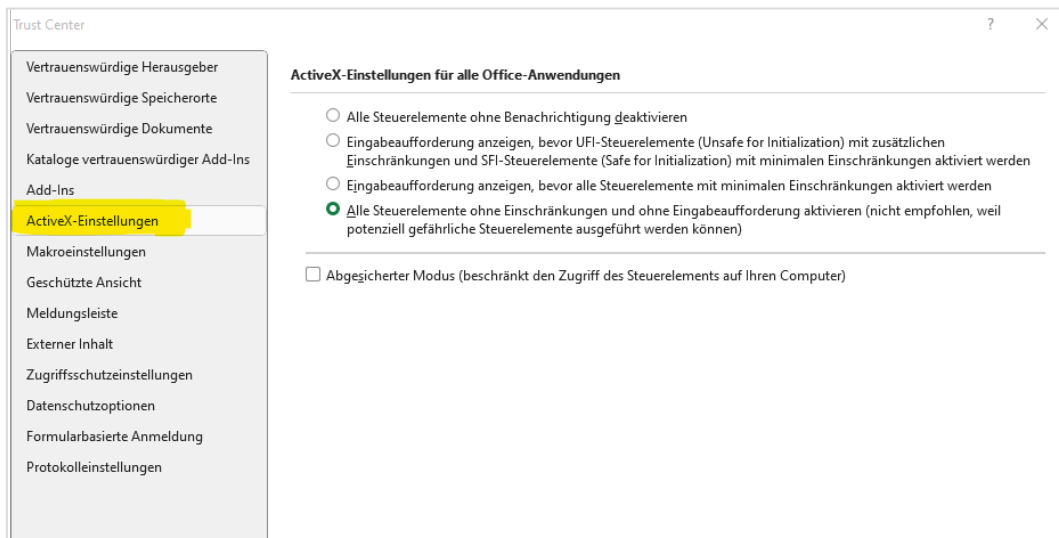 Trust Center
?
Vertrauenswürdige Herausgeber
Vertrauenswürdige Speicherorte
Vertrauenswürdige Dokumente
Kataloge vertrauenswürdiger Add-Ins
Add-Ins
ActiveX-Einstellungen
Makroeinstellungen
Geschützte Ansicht
Meldungsleiste
Externer Inhalt
Zugriffsschutzeinstellungen
Datenschutzoptionen
Formularbasierte Anmeldung
Protokolleinstellungen
ActiveX-Einstellungen für alle Office-Anwendungen
Alle Steuerelemente ohne Benachrichtigung deaktivieren
Eingabeaufforderung anzeigen, bevor UFI-Steuerelemente (Unsafe for Initialization) mit zusätzlichen
Einschränkungen und SFI-Steuerelemente (Safe for Initialization) mit minimalen Einschränkungen aktiviert werden
Eingabeaufforderung anzeigen, bevor alle Steuerelemente mit minimalen Einschränkungen aktiviert werden
Alle Steuerelemente ohne Einschränkungen und ohne Eingabeaufforderung aktivieren (nicht empfohlen, weil
potenziell gefährliche Steuerelemente ausgeführt werden können)
Abgesicherter Modus (beschränkt den Zugriff des Steuerelements auf Ihren Computer)